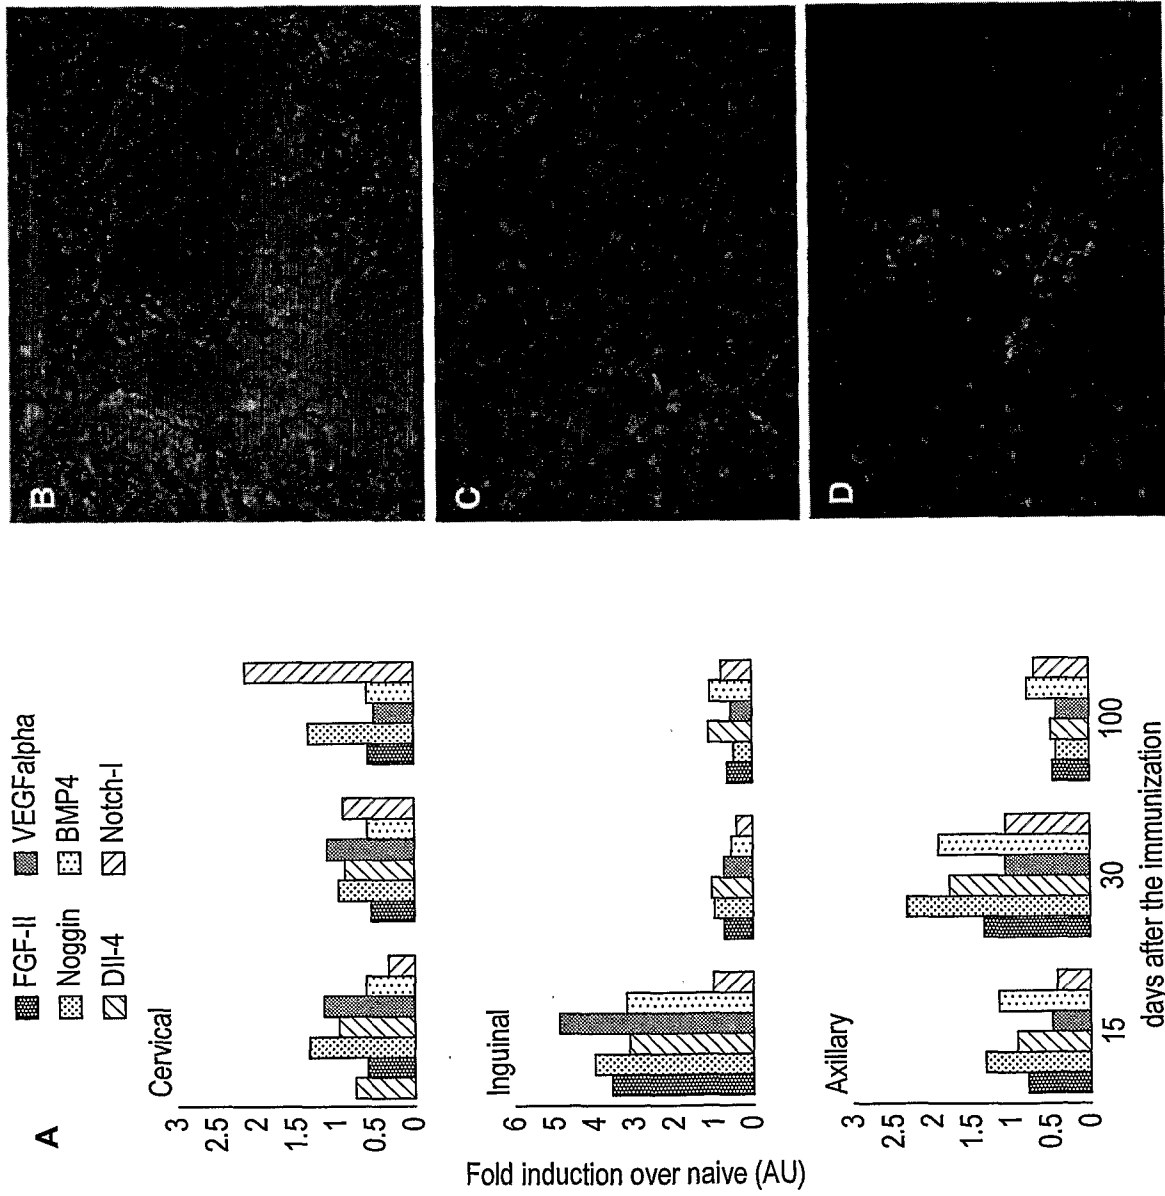 A
FGF-II
VEGF-alpha
Noggin
BMP4
Dll-4
Notch-I
Cervical
3
2.5
2
1.5
1
0.5
0
Inguinal
6
5
4
3
2
1
0
Axillary
3
2.5
2
1.5
1
0.5
0
15
30
100
Fold induction over naive (AU)
days after the immunization
B
C
D